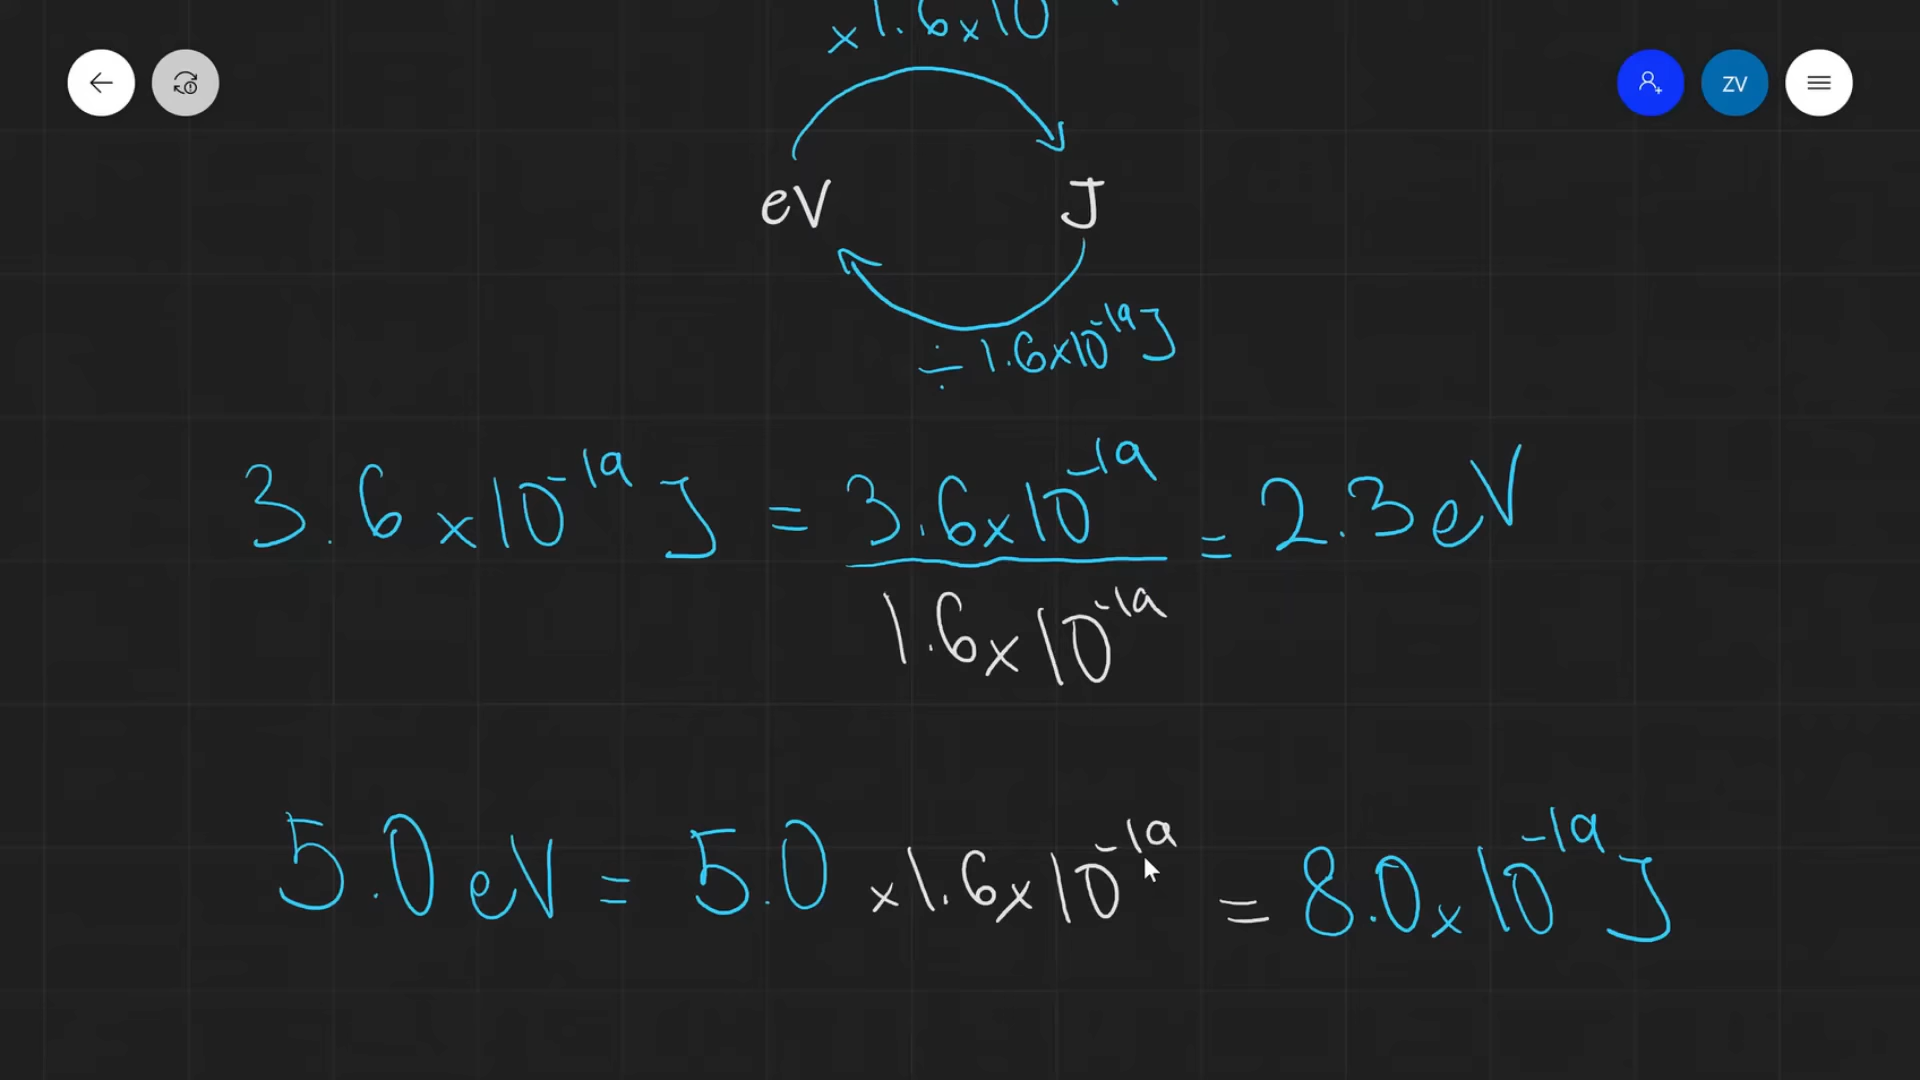 ×1.6×10
ZV
eV J
÷ 1.6×10⁻¹⁹J
3.6×10⁻¹⁹ J = 3.6×10⁻¹⁹ = 2.3eV
1.6×10⁻¹⁹
5.0 eV = 5.0 ×1.6×10⁻¹⁹ = 8.0×10⁻¹⁹J